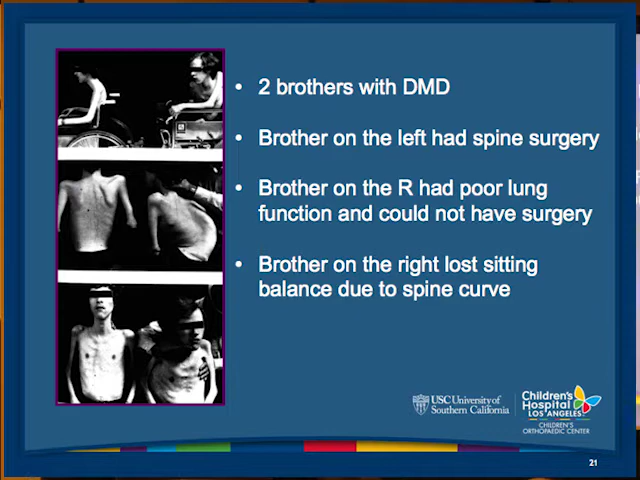 • 2 brothers with DMD
• Brother on the left had spine surgery
• Brother on the R had poor lung
function and could not have surgery
• Brother on the right lost sitting
balance due to spine curve
USC University of
Southern California
Children's
Hospital
LOS ANGELES
CHILDREN'S
ORTHOPAEDIC CENTER
21